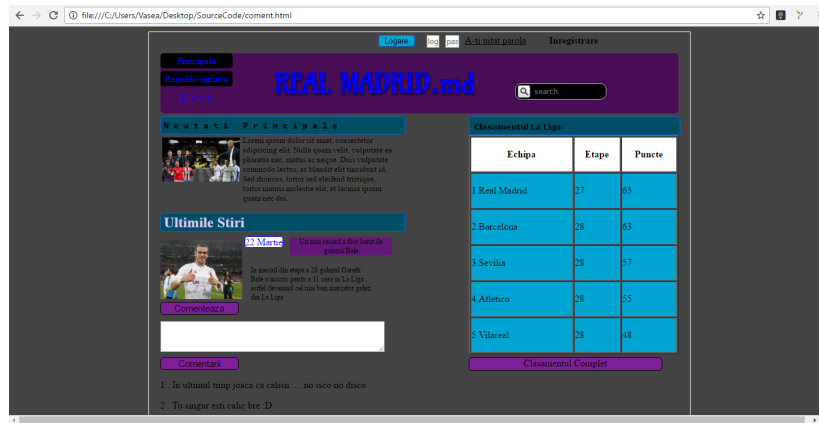 file:///C:/Users/Vasea/Desktop/SourceCode/coment.html
Logare log pas A-ti uitat parola Inregistrare
Principala
Regulile saitului
L i v e
REAL MADRID.md
search...
Noutati Principale
Lorem ipsum dolor sit amet, consectetor
adipiscing elit. Nolla quam velit, vulputate eu
pharetra nec, mattis ac neque. Duis vulputate
commodo lectus, ac blandit elit tincidunt id.
Sed rhoncus, tortor sed eleifend tristique,
tortor mauris molestie elit, et lacinia ipsum
quam nec dui.
Ultimile Stiri
22 Martie
Un nou record a fost batut de
galezul Bale
In meciul din etapa a 28 galezul Gareth
Bale a inscris pentu a 11 oara in La Liga ,
astfel devenind cel mai bun marcator galez
din La Liga
Comenteaza
Comentarii
1 . In ultimul timp joaca ca calisii .... no isco no disco
2 . Tu singur esti calic bre :D
Clasamentul La Liga
Echipa Etape Puncte
1.Real Madrid 27 65
2.Barcelona 28 63
3.Sevilia 28 57
4.Atletico 28 55
5.Vilareal 28 48
Clasamentul Complet